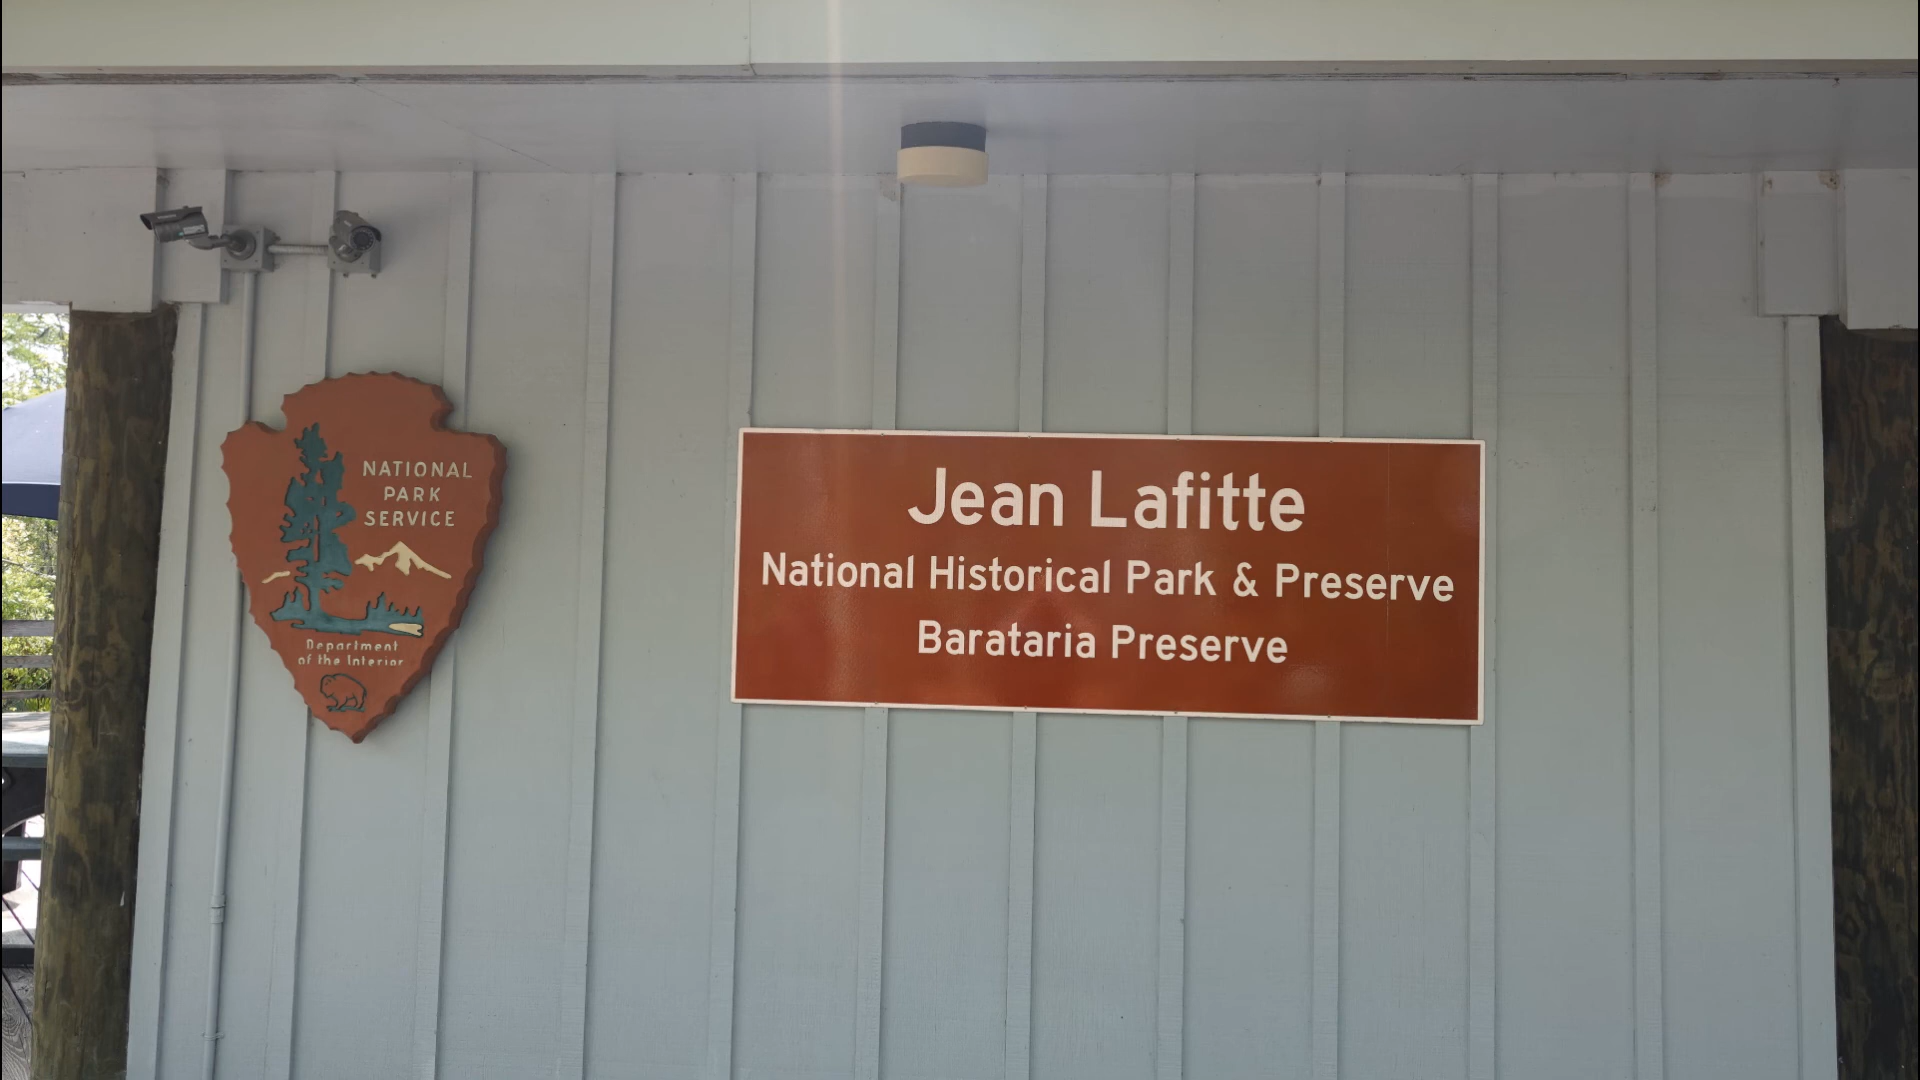 NATIONAL
PARK
SERVICE
Department
of the Interior
Jean Lafitte
National Historical Park & Preserve
Barataria Preserve